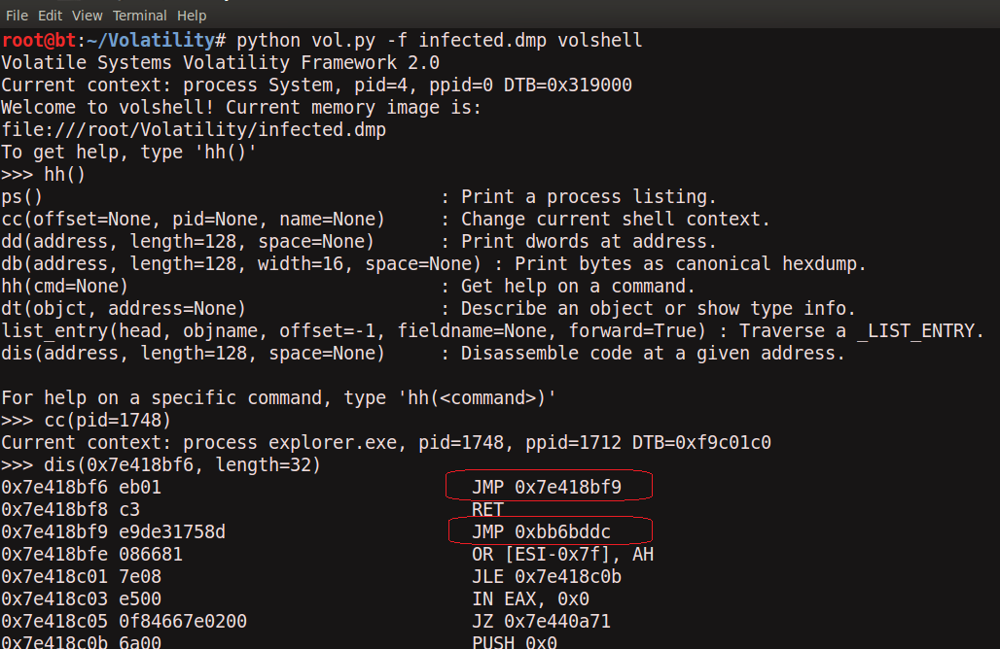 File Edit View Terminal Help
root@bt:~/Volatility# python vol.py -f infected.dmp volshell
Volatile Systems Volatility Framework 2.0
Current context: process System, pid=4, ppid=0 DTB=0x319000
Welcome to volshell! Current memory image is:
file:///root/Volatility/infected.dmp
To get help, type 'hh()'
>>> hh()
ps() : Print a process listing.
cc(offset=None, pid=None, name=None) : Change current shell context.
dd(address, length=128, space=None) : Print dwords at address.
db(address, length=128, width=16, space=None) : Print bytes as canonical hexdump.
hh(cmd=None) : Get help on a command.
dt(objct, address=None) : Describe an object or show type info.
list_entry(head, objname, offset=-1, fieldname=None, forward=True) : Traverse a _LIST_ENTRY.
dis(address, length=128, space=None) : Disassemble code at a given address.
For help on a specific command, type 'hh(<command>)'
>>> cc(pid=1748)
Current context: process explorer.exe, pid=1748, ppid=1712 DTB=0xf9c01c0
>>> dis(0x7e418bf6, length=32)
0x7e418bf6 eb01 JMP 0x7e418bf9
0x7e418bf8 c3 RET
0x7e418bf9 e9de31758d JMP 0xbb6bddc
0x7e418bfe 086681 OR [ESI-0x7f], AH
0x7e418c01 7e08 JLE 0x7e418c0b
0x7e418c03 e500 IN EAX, 0x0
0x7e418c05 0f84667e0200 JZ 0x7e440a71
0x7e418c0b 6a00 PUSH 0x0